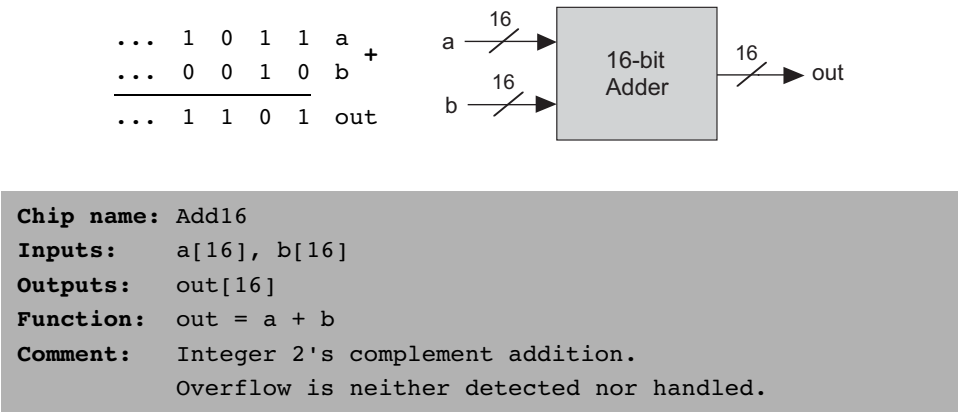 ... 1 0 1 1 a
+
... 0 0 1 0 b
... 1 1 0 1 out
16
a
16
b
16-bit
Adder
16
out
Chip name: Add16
Inputs: a[16], b[16]
Outputs: out[16]
Function: out = a + b
Comment: Integer 2's complement addition.
Overflow is neither detected nor handled.